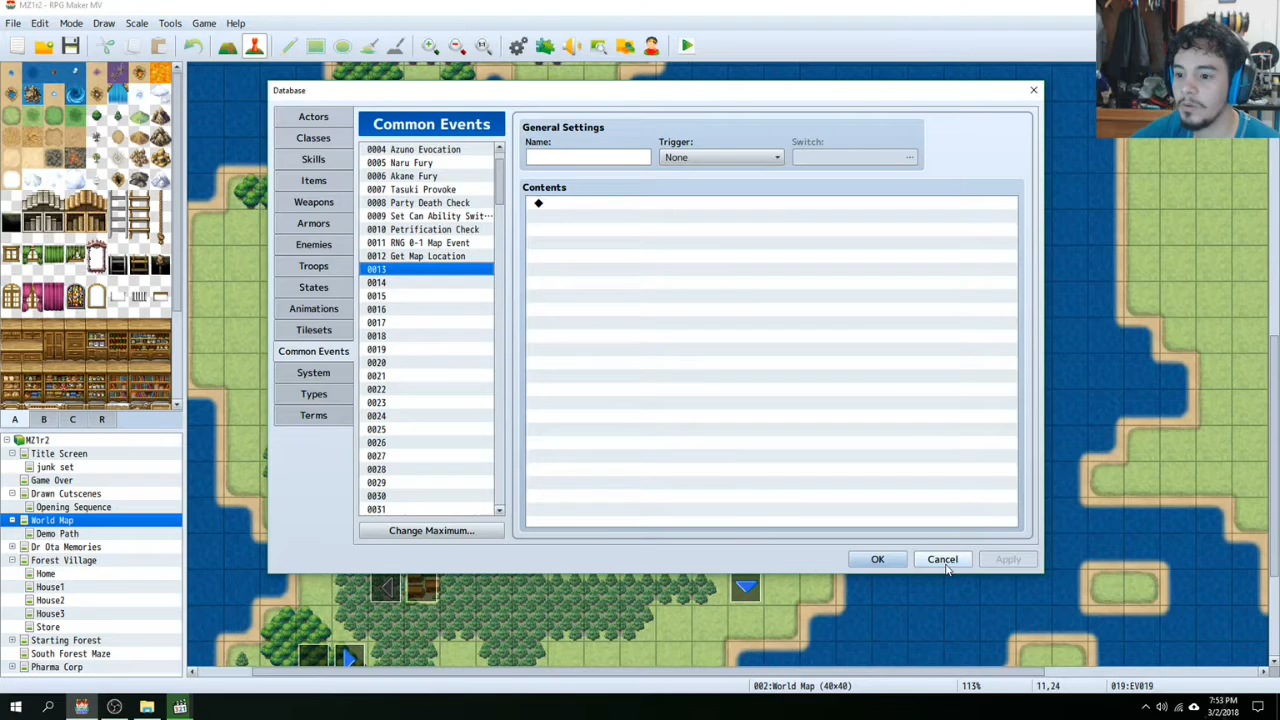 MZ1r2 - RPG Maker MV
File Edit Mode Draw Scale Tools Game Help
Database
Actors
Classes
Skills
Items
Weapons
Armors
Enemies
Troops
States
Animations
Tilesets
Common Events
System
Types
Terms
Common Events
0004 Azuno Evocation
0005 Naru Fury
0006 Akane Fury
0007 Tasuki Provoke
0008 Party Death Check
0009 Set Can Ability Swit…
0010 Petrification Check
0011 RNG 0-1 Map Event
0012 Get Map Location
0013
0014
0015
0016
0017
0018
0019
0020
0021
0022
0023
0024
0025
0026
0027
0028
0029
0030
0031
Change Maximum...
General Settings
Name: Trigger: Switch:
None ...
Contents
OK Cancel Apply
A B C R
MZ1r2
Title Screen
junk set
Game Over
Drawn Cutscenes
Opening Sequence
World Map
Demo Path
Dr Ota Memories
Forest Village
Home
House1
House2
House3
Store
Starting Forest
South Forest Maze
Pharma Corp
002:World Map (40x40) 113% 11,24 019:EV019
7:53 PM
3/2/2018